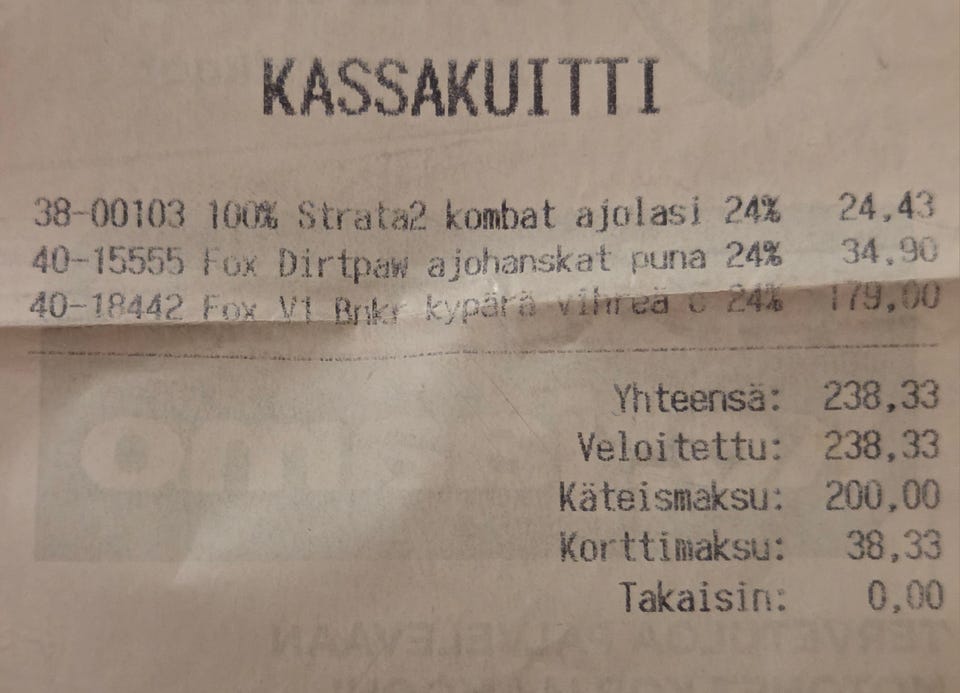 KASSAKUITTI
38-00103 100% Strata2 kombat ajolasi 24% 24,43
40-15555 Fox Dirtpaw ajohanskat puna 24% 34,90
40-18442 Fox V1 Bnkr kypärä vihreä c 24% 179,00
Yhteensä: 238,33
Veloitettu: 238,33
Käteismaksu: 200,00
Korttimaksu: 38,33
Takaisin: 0,00
TERVETULOA PALVELEVAAN